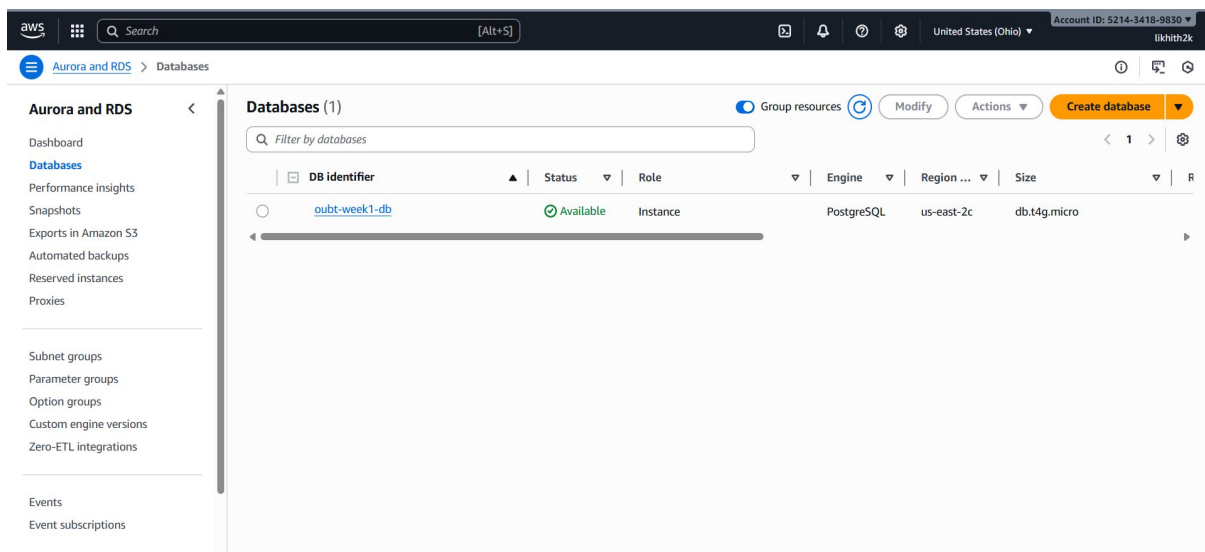 aws Search [Alt+S] United States (Ohio) ▼ Account ID: 5214-3418-9830 ▼
likhith2k
Aurora and RDS > Databases
Aurora and RDS
Dashboard
Databases
Performance insights
Snapshots
Exports in Amazon S3
Automated backups
Reserved instances
Proxies
Subnet groups
Parameter groups
Option groups
Custom engine versions
Zero-ETL integrations
Events
Event subscriptions
Databases (1) Group resources Modify Actions ▼ Create database ▼
Filter by databases < 1 >
DB identifier Status Role Engine Region ... Size R
oubt-week1-db Available Instance PostgreSQL us-east-2c db.t4g.micro